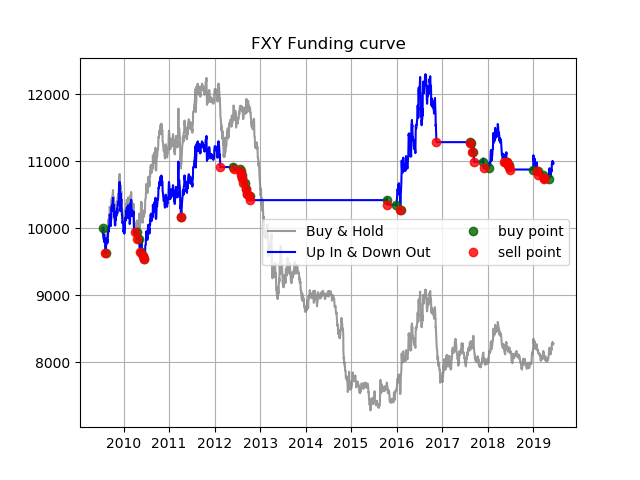 FXY Funding curve
12000
11000
10000
9000
8000
Buy & Hold
Up In & Down Out
buy point
sell point
2010 2011 2012 2013 2014 2015 2016 2017 2018 2019